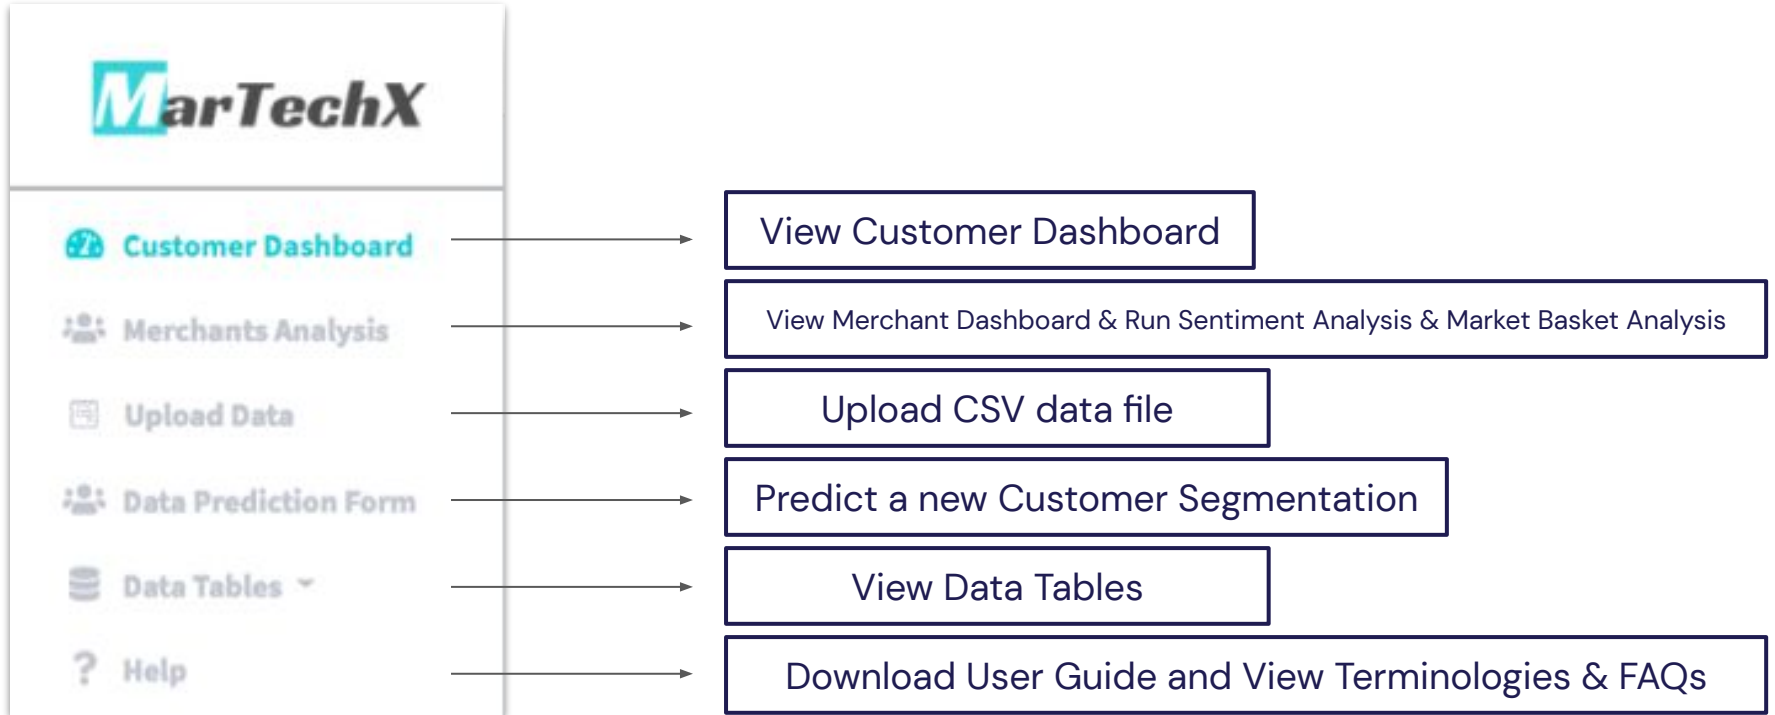 MarTechX
Customer Dashboard
View Customer Dashboard
Merchants Analysis
View Merchant Dashboard & Run Sentiment Analysis & Market Basket Analysis
Upload Data
Upload CSV data file
Data Prediction Form
Predict a new Customer Segmentation
Data Tables
View Data Tables
? Help
Download User Guide and View Terminologies & FAQs